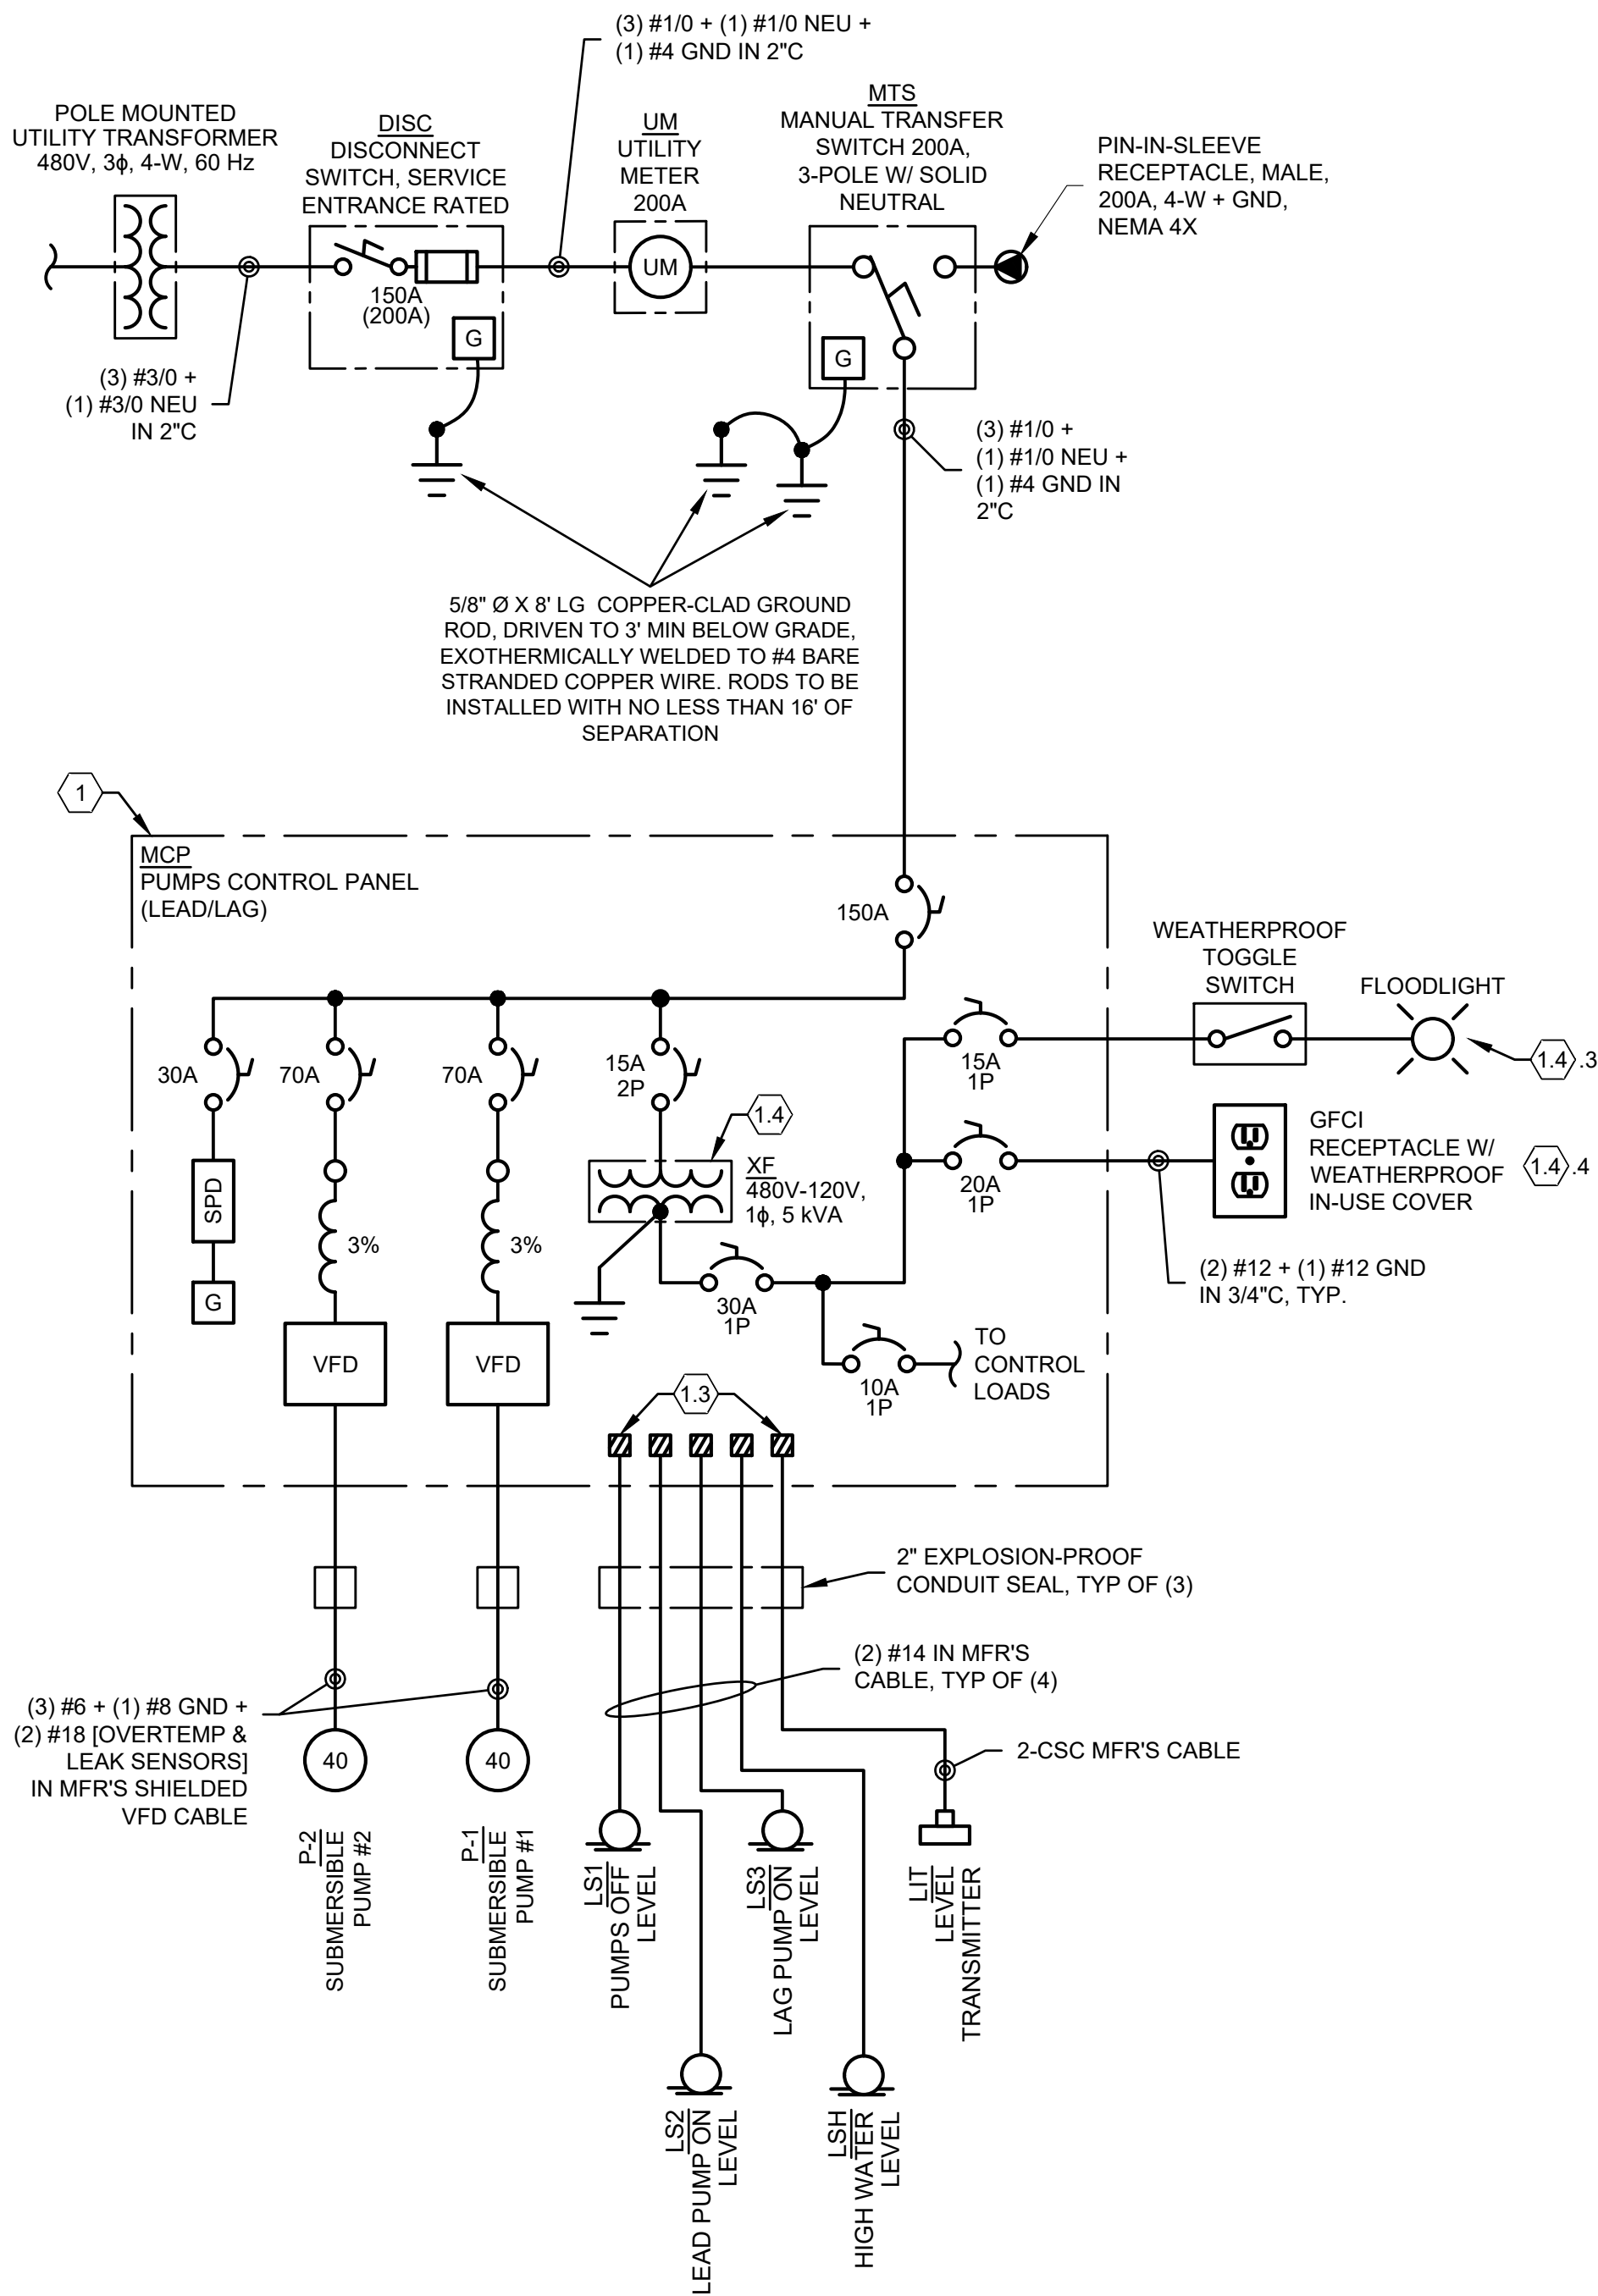 (3) #1/0 + (1) #1/0 NEU +
(1) #4 GND IN 2"C
POLE MOUNTED
UTILITY TRANSFORMER
480V, 3ϕ, 4-W, 60 Hz
DISC
DISCONNECT
SWITCH, SERVICE
ENTRANCE RATED
UM
UTILITY
METER
200A
MTS
MANUAL TRANSFER
SWITCH 200A,
3-POLE W/ SOLID
NEUTRAL
PIN-IN-SLEEVE
RECEPTACLE, MALE,
200A, 4-W + GND,
NEMA 4X
UM
150A
(200A)
G
G
(3) #3/0 +
(1) #3/0 NEU
IN 2"C
(3) #1/0 +
(1) #1/0 NEU +
(1) #4 GND IN
2"C
5/8" Ø X 8' LG COPPER-CLAD GROUND
ROD, DRIVEN TO 3' MIN BELOW GRADE,
EXOTHERMICALLY WELDED TO #4 BARE
STRANDED COPPER WIRE. RODS TO BE
INSTALLED WITH NO LESS THAN 16' OF
SEPARATION
1
MCP
PUMPS CONTROL PANEL
(LEAD/LAG)
150A
WEATHERPROOF
TOGGLE
SWITCH
FLOODLIGHT
1.4 .3
30A
70A
70A
15A
2P
15A
1P
1.4
XF
480V-120V,
1ϕ, 5 kVA
20A
1P
GFCI
RECEPTACLE W/
WEATHERPROOF
IN-USE COVER
1.4 .4
SPD
3%
3%
G
30A
1P
(2) #12 + (1) #12 GND
IN 3/4"C, TYP.
VFD
VFD
10A
1P
TO
CONTROL
LOADS
1.3
2" EXPLOSION-PROOF
CONDUIT SEAL, TYP OF (3)
(2) #14 IN MFR'S
CABLE, TYP OF (4)
(3) #6 + (1) #8 GND +
(2) #18 [OVERTEMP &
LEAK SENSORS]
IN MFR'S SHIELDED
VFD CABLE
40
40
2-CSC MFR'S CABLE
P-2
SUBMERSIBLE
PUMP #2
P-1
SUBMERSIBLE
PUMP #1
LS1
PUMPS OFF
LEVEL
LS3
LAG PUMP ON
LEVEL
LIT
LEVEL
TRANSMITTER
LS2
LEAD PUMP ON
LEVEL
LSH
HIGH WATER
LEVEL